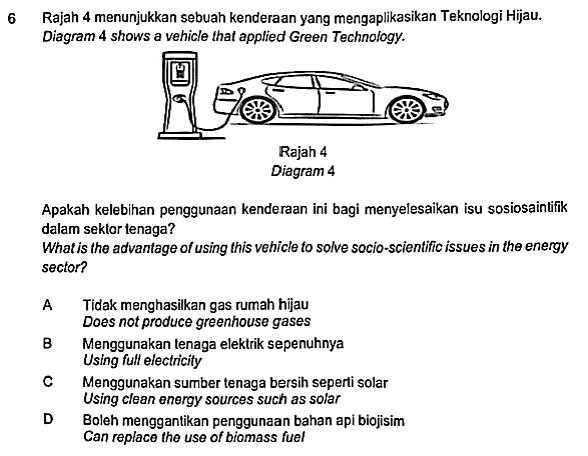 6 Rajah 4 menunjukkan sebuah kenderaan yang mengaplikasikan Teknologi Hijau.
Diagram 4 shows a vehicle that applied Green Technology.
Rajah 4
Diagram 4
Apakah kelebihan penggunaan kenderaan ini bagi menyelesaikan isu sosiosaintifik
dalam sektor tenaga?
What is the advantage of using this vehicle to solve socio-scientific issues in the energy
sector?
A Tidak menghasilkan gas rumah hijau
Does not produce greenhouse gases
B Menggunakan tenaga elektrik sepenuhnya
Using full electricity
C Menggunakan sumber tenaga bersih seperti solar
Using clean energy sources such as solar
D Boleh menggantikan penggunaan bahan api biojisim
Can replace the use of biomass fuel